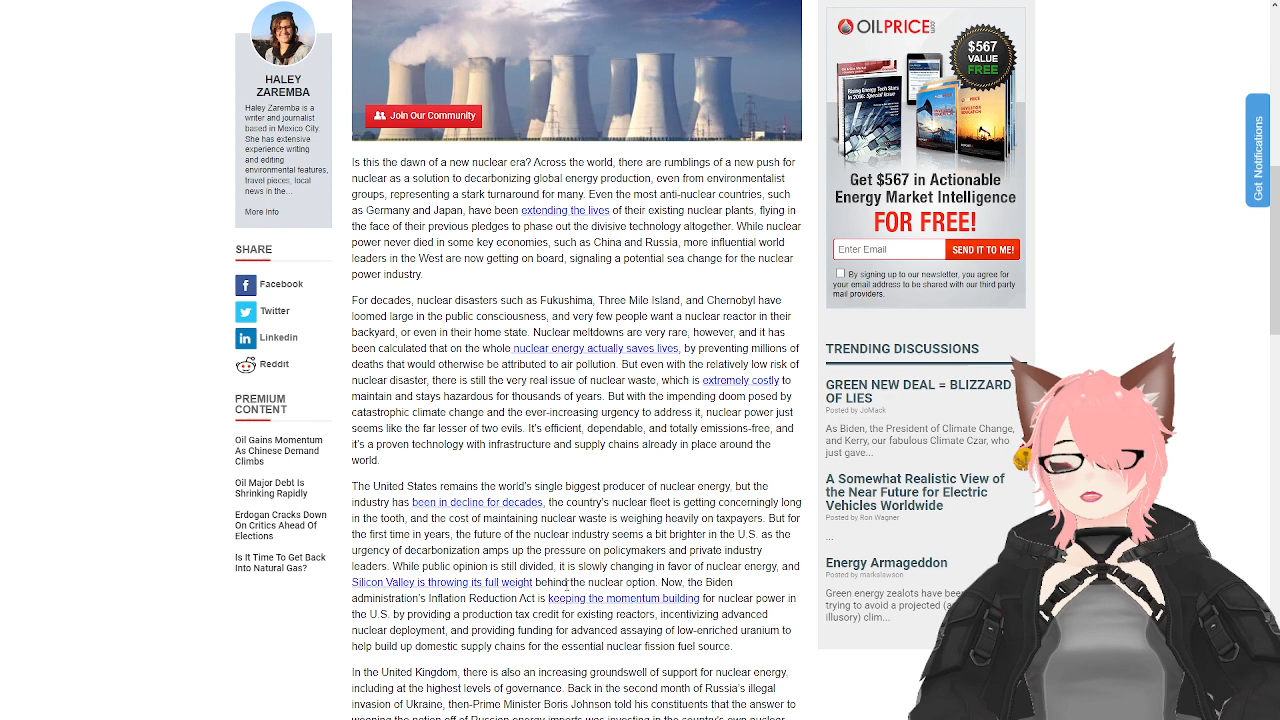 HALEY
ZAREMBA
Haley Zaremba is a
writer and journalist
based in Mexico City.
She has extensive
experience writing
and editing
environmental features,
travel pieces, local
news in the...
More Info
SHARE
Facebook
Twitter
Linkedin
Reddit
PREMIUM
CONTENT
Oil Gains Momentum
As Chinese Demand
Climbs
Oil Major Debt Is
Shrinking Rapidly
Erdogan Cracks Down
On Critics Ahead Of
Elections
Is It Time To Get Back
Into Natural Gas?
Join Our Community
Is this the dawn of a new nuclear era? Across the world, there are rumblings of a new push for
nuclear as a solution to decarbonizing global energy production, even from environmentalist
groups, representing a stark turnaround for many. Even the most anti-nuclear countries, such
as Germany and Japan, have been extending the lives of their existing nuclear plants, flying in
the face of their previous pledges to phase out the divisive technology altogether. While nuclear
power never died in some key economies, such as China and Russia, more influential world
leaders in the West are now getting on board, signaling a potential sea change for the nuclear
power industry.
For decades, nuclear disasters such as Fukushima, Three Mile Island, and Chernobyl have
loomed large in the public consciousness, and very few people want a nuclear reactor in their
backyard, or even in their home state. Nuclear meltdowns are very rare, however, and it has
been calculated that on the whole nuclear energy actually saves lives, by preventing millions of
deaths that would otherwise be attributed to air pollution. But even with the relatively low risk of
nuclear disaster, there is still the very real issue of nuclear waste, which is extremely costly to
maintain and stays hazardous for thousands of years. But with the impending doom posed by
catastrophic climate change and the ever-increasing urgency to address it, nuclear power just
seems like the far lesser of two evils. It's efficient, dependable, and totally emissions-free, and
it's a proven technology with infrastructure and supply chains already in place around the
world.
The United States remains the world's single biggest producer of nuclear energy, but the
industry has been in decline for decades, the country's nuclear fleet is getting concerningly long
in the tooth, and the cost of maintaining nuclear waste is weighing heavily on taxpayers. But for
the first time in years, the future of the nuclear industry seems a bit brighter in the U.S. as the
urgency of decarbonization amps up the pressure on policymakers and private industry
leaders. While public opinion is still divided, it is slowly changing in favor of nuclear energy, and
Silicon Valley is throwing its full weight behind the nuclear option. Now, the Biden
administration's Inflation Reduction Act is keeping the momentum building for nuclear power in
the U.S. by providing a production tax credit for existing reactors, incentivizing advanced
nuclear deployment, and providing funding for advanced assaying of low-enriched uranium to
help build up domestic supply chains for the essential nuclear fission fuel source.
In the United Kingdom, there is also an increasing groundswell of support for nuclear energy,
including at the highest levels of governance. Back in the second month of Russia's illegal
invasion of Ukraine, then-Prime Minister Boris Johnson told his constituents that the answer to
weening the nation off of Russian energy imports was investing in the country's own nuclear
OILPRICE.com
$567
VALUE
FREE
Get $567 in Actionable
Energy Market Intelligence
FOR FREE!
Enter Email
SEND IT TO ME!
By signing up to our newsletter, you agree for
your email address to be shared with our third party
mail providers.
TRENDING DISCUSSIONS
GREEN NEW DEAL = BLIZZARD
OF LIES
Posted by JoMack
As Biden, the President of Climate Change,
and Kerry, our fabulous Climate Czar, who
just gave...
A Somewhat Realistic View of
the Near Future for Electric
Vehicles Worldwide
Posted by Ron Wagner
...
Energy Armageddon
Posted by markslawson
Green energy zealots have been
trying to avoid a projected (a
illusory) clim...
Get Notifications